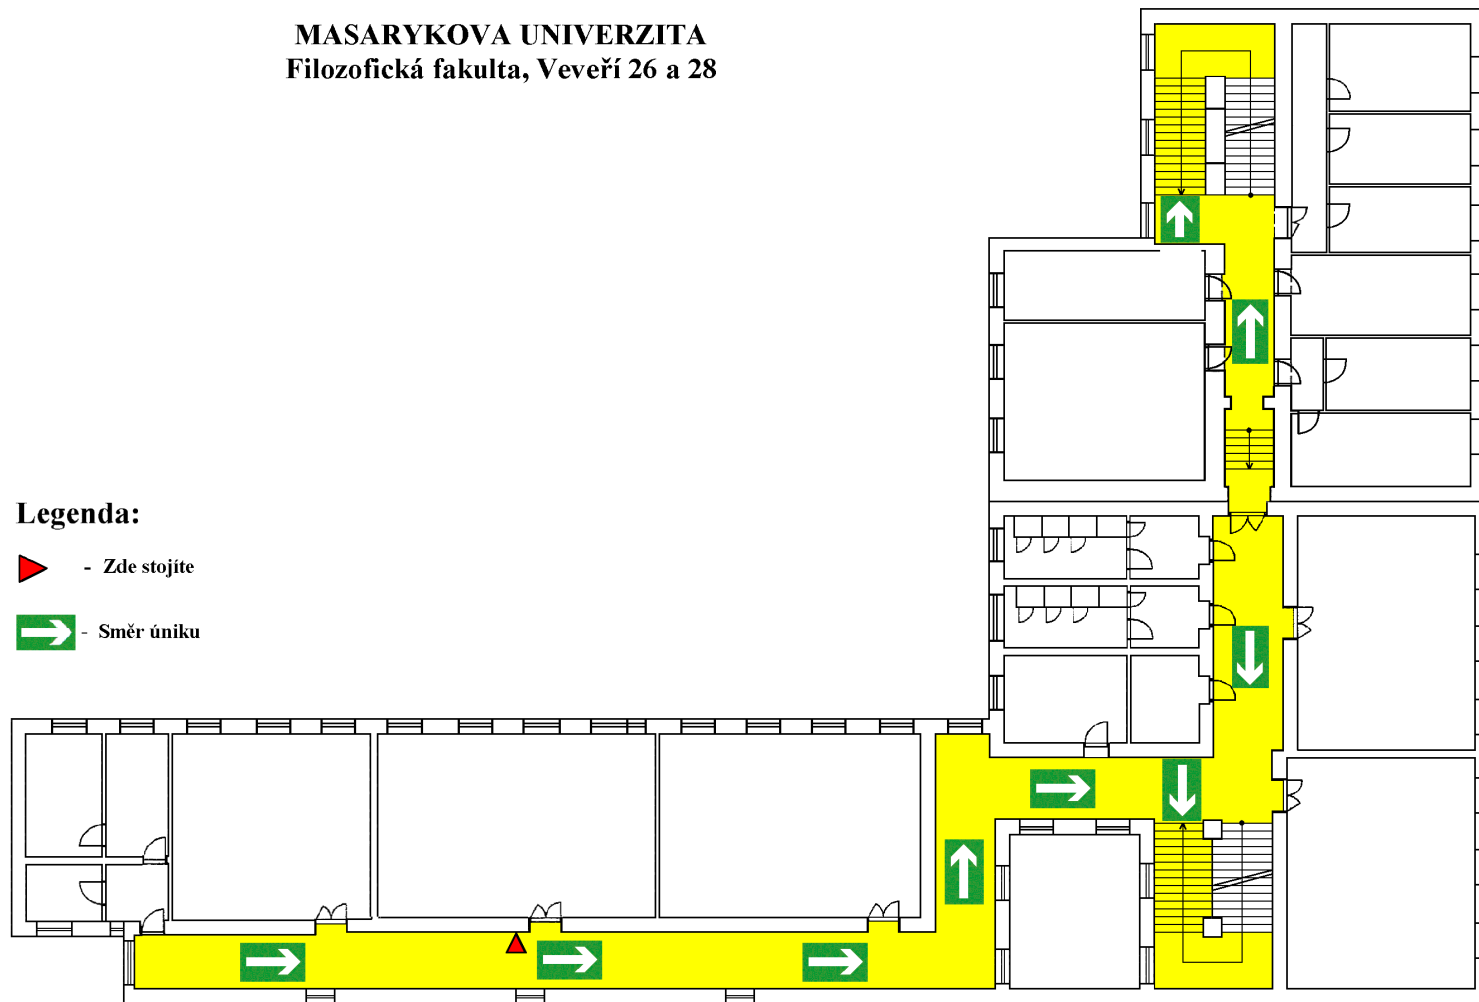 MASARYKOVA UNIVERZITA
Filozofická fakulta, Veveří 26 a 28
Legenda:
- Zde stojíte
- Směr úniku